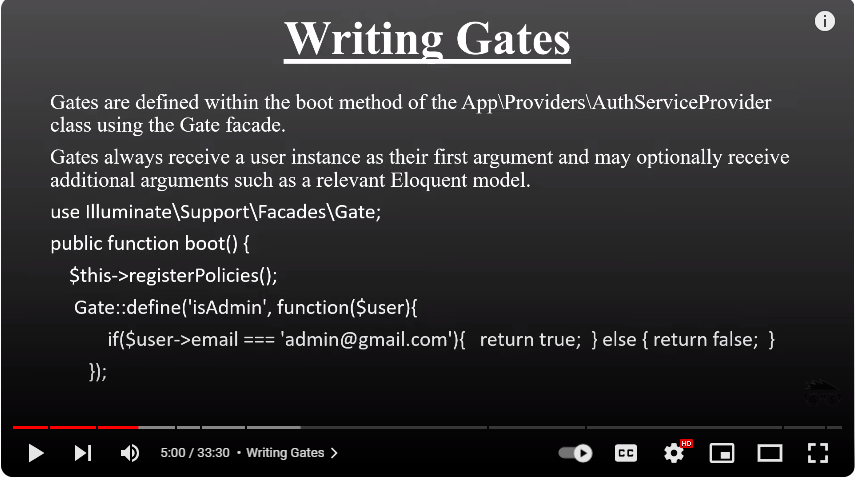 Writing Gates
Gates are defined within the boot method of the App\Providers\AuthServiceProvider
class using the Gate facade.
Gates always receive a user instance as their first argument and may optionally receive
additional arguments such as a relevant Eloquent model.
use Illuminate\Support\Facades\Gate;
public function boot() {
$this->registerPolicies();
Gate::define('isAdmin', function($user){
if($user->email === 'admin@gmail.com'){ return true; } else { return false; }
});
5:00 / 33:30 • Writing Gates
CC
HD